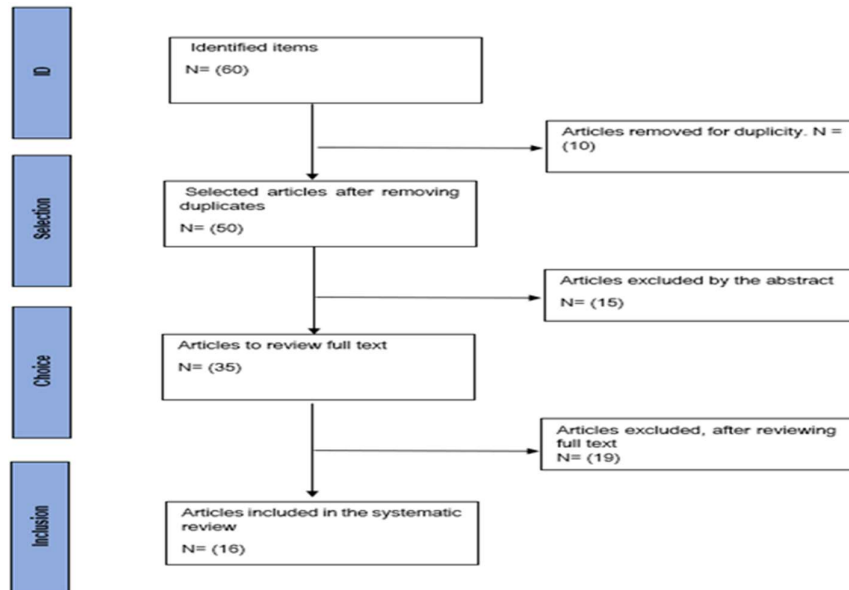 ID
Identified items
N= (60)
Articles removed for duplicity. N =
(10)
Selection
Selected articles after removing
duplicates
N= (50)
Articles excluded by the abstract
N= (15)
Choice
Articles to review full text
N= (35)
Articles excluded, after reviewing
full text
N= (19)
Inclusion
Articles included in the systematic
review
N= (16)